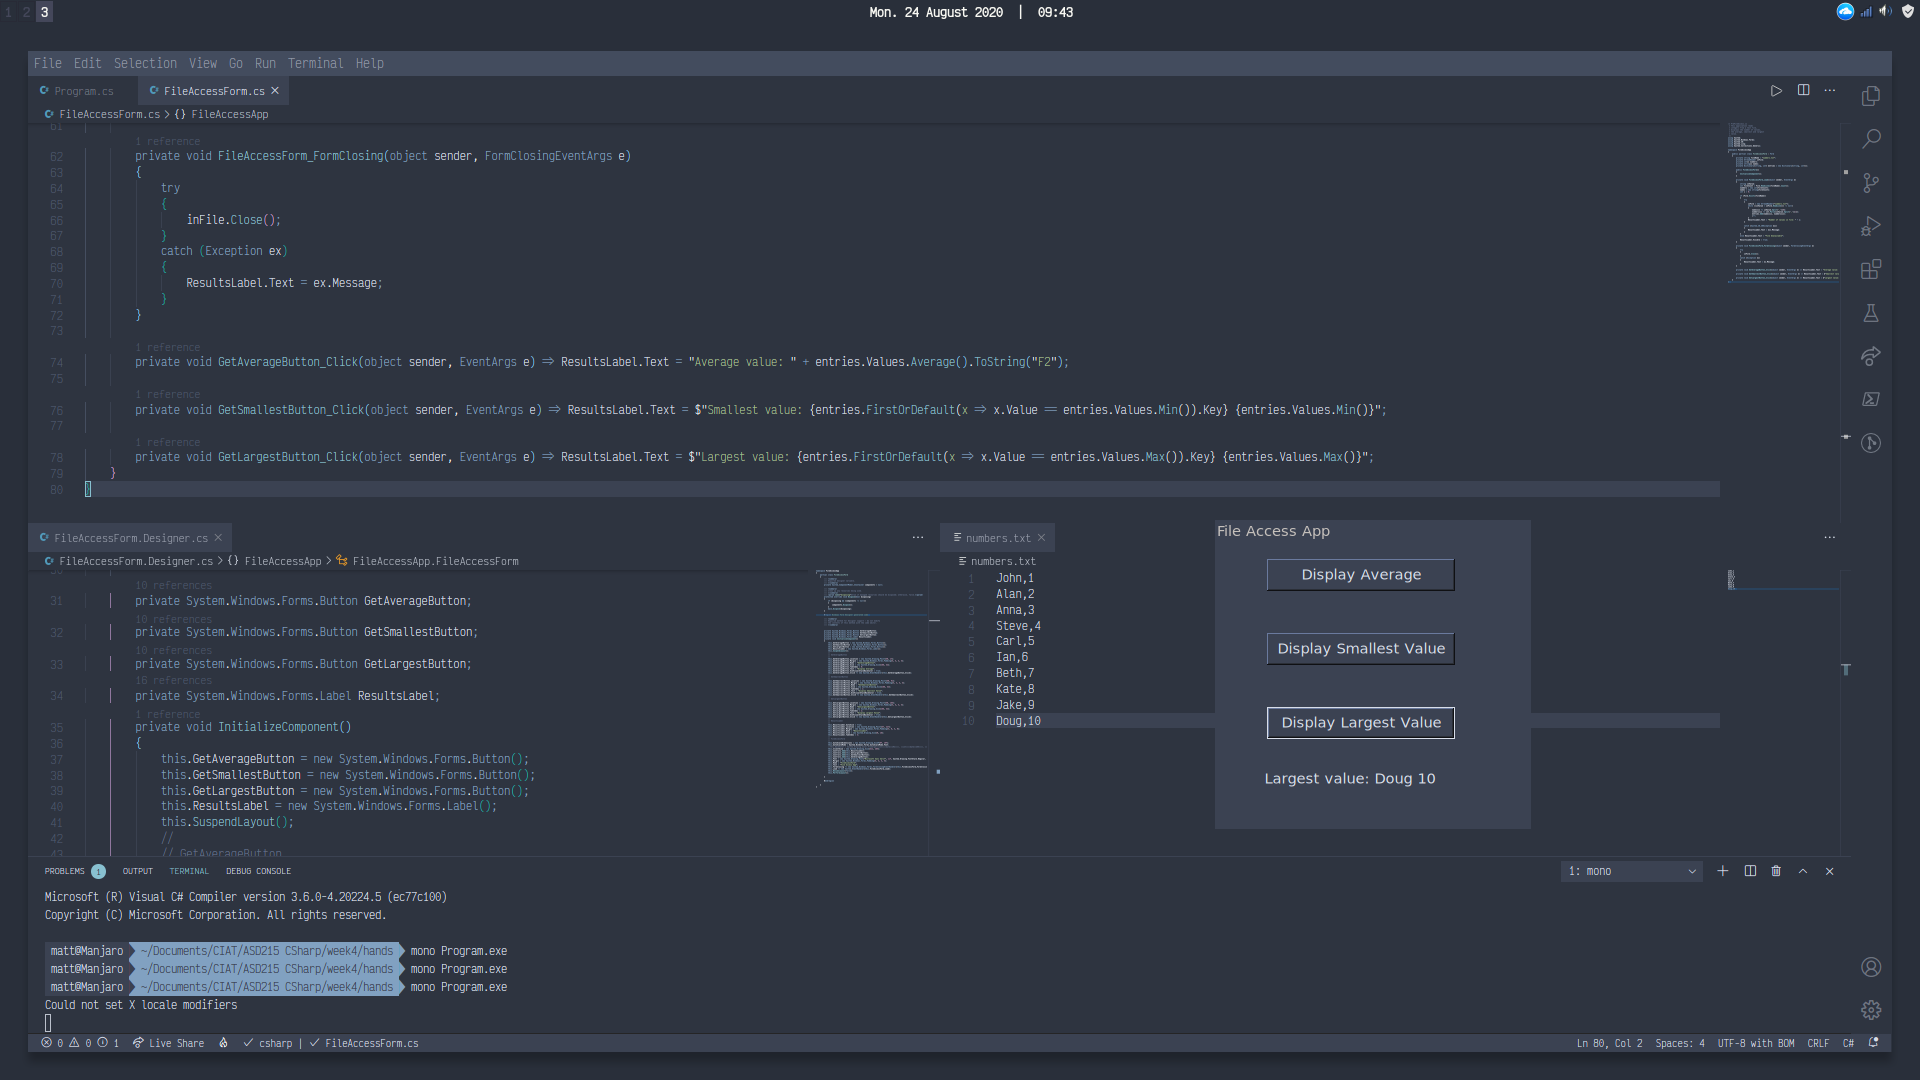 1 2 3
Mon. 24 August 2020 | 09:43
File Edit Selection View Go Run Terminal Help
Program.cs
FileAccessForm.cs ×
FileAccessForm.cs > {} FileAccessApp
61
1 reference
62 private void FileAccessForm_FormClosing(object sender, FormClosingEventArgs e)
63 {
64 try
65 {
66 inFile.Close();
67 }
68 catch (Exception ex)
69 {
70 ResultsLabel.Text = ex.Message;
71 }
72 }
73
1 reference
74 private void GetAverageButton_Click(object sender, EventArgs e) => ResultsLabel.Text = "Average value: " + entries.Values.Average().ToString("F2");
75
1 reference
76 private void GetSmallestButton_Click(object sender, EventArgs e) => ResultsLabel.Text = $"Smallest value: {entries.FirstOrDefault(x => x.Value == entries.Values.Min()).Key} {entries.Values.Min()}";
77
1 reference
78 private void GetLargestButton_Click(object sender, EventArgs e) => ResultsLabel.Text = $"Largest value: {entries.FirstOrDefault(x => x.Value == entries.Values.Max()).Key} {entries.Values.Max()}";
79 }
80 }
FileAccessForm.Designer.cs ×
FileAccessForm.Designer.cs > {} FileAccessApp > FileAccessApp.FileAccessForm
10 references
31 private System.Windows.Forms.Button GetAverageButton;
10 references
32 private System.Windows.Forms.Button GetSmallestButton;
10 references
33 private System.Windows.Forms.Button GetLargestButton;
16 references
34 private System.Windows.Forms.Label ResultsLabel;
1 reference
35 private void InitializeComponent()
36 {
37 this.GetAverageButton = new System.Windows.Forms.Button();
38 this.GetSmallestButton = new System.Windows.Forms.Button();
39 this.GetLargestButton = new System.Windows.Forms.Button();
40 this.ResultsLabel = new System.Windows.Forms.Label();
41 this.SuspendLayout();
42 //
43 // GetAverageButton
numbers.txt ×
numbers.txt
1 John,1
2 Alan,2
3 Anna,3
4 Steve,4
5 Carl,5
6 Ian,6
7 Beth,7
8 Kate,8
9 Jake,9
10 Doug,10
File Access App
Display Average
Display Smallest Value
Display Largest Value
Largest value: Doug 10
PROBLEMS 1 OUTPUT TERMINAL DEBUG CONSOLE
1: mono
Microsoft (R) Visual C# Compiler version 3.6.0-4.20224.5 (ec77c100)
Copyright (C) Microsoft Corporation. All rights reserved.
matt@Manjaro ~/Documents/CIAT/ASD215 CSharp/week4/hands mono Program.exe
matt@Manjaro ~/Documents/CIAT/ASD215 CSharp/week4/hands mono Program.exe
matt@Manjaro ~/Documents/CIAT/ASD215 CSharp/week4/hands mono Program.exe
Could not set X locale modifiers
0 0 1 Live Share csharp | FileAccessForm.cs
Ln 80, Col 2 Spaces: 4 UTF-8 with BOM CRLF C#